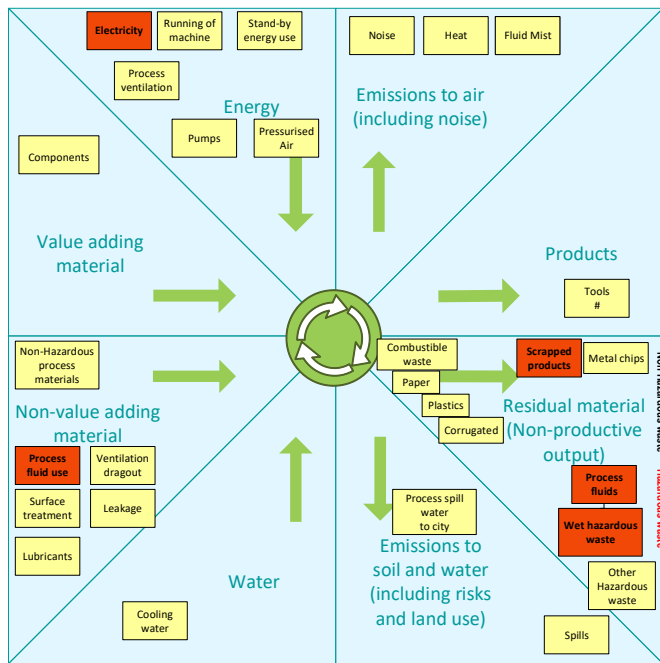 Electricity
Running of
machine
Stand-by
energy use
Noise
Heat
Fluid Mist
Process
ventilation
Energy
Emissions to air
(including noise)
Pumps
Pressurised
Air
Components
Value adding
material
Products
Tools
#
Non-Hazardous
process
materials
Combustible
waste
Scrapped
products
Metal chips
Paper
Plastics
Corrugated
Non-value adding
material
Residual material
(Non-productive
output)
Process
fluid use
Ventilation
dragout
Process
fluids
Surface
treatment
Leakage
Process spill
water
to city
Wet hazardous
waste
Lubricants
Emissions to
soil and water
(including risks
and land use)
Water
Other
Hazardous
waste
Cooling
water
Spills